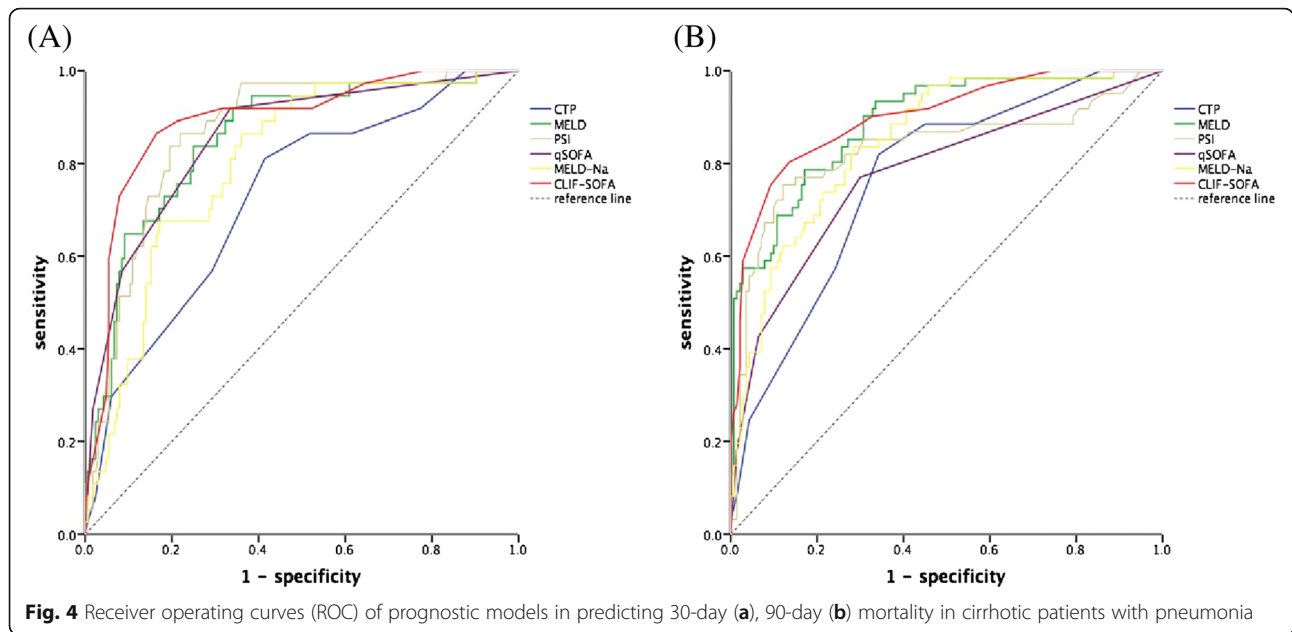 (A)
1.0
0.8
0.6
0.4
0.2
0.0
sensitivity
0.0 0.2 0.4 0.6 0.8 1.0
1 - specificity
CTP
MELD
PSI
qSOFA
MELD-Na
CLIF-SOFA
reference line
(B)
1.0
0.8
0.6
0.4
0.2
0.0
sensitivity
0.0 0.2 0.4 0.6 0.8 1.0
1 - specificity
CTP
MELD
PSI
qSOFA
MELD-Na
CLIF-SOFA
reference line
Fig. 4 Receiver operating curves (ROC) of prognostic models in predicting 30-day (a), 90-day (b) mortality in cirrhotic patients with pneumonia